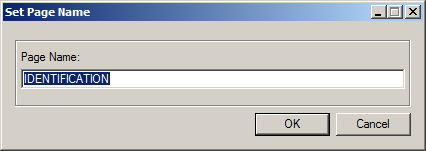 Set Page Name
Page Name:
IDENTIFICATION
OK
Cancel